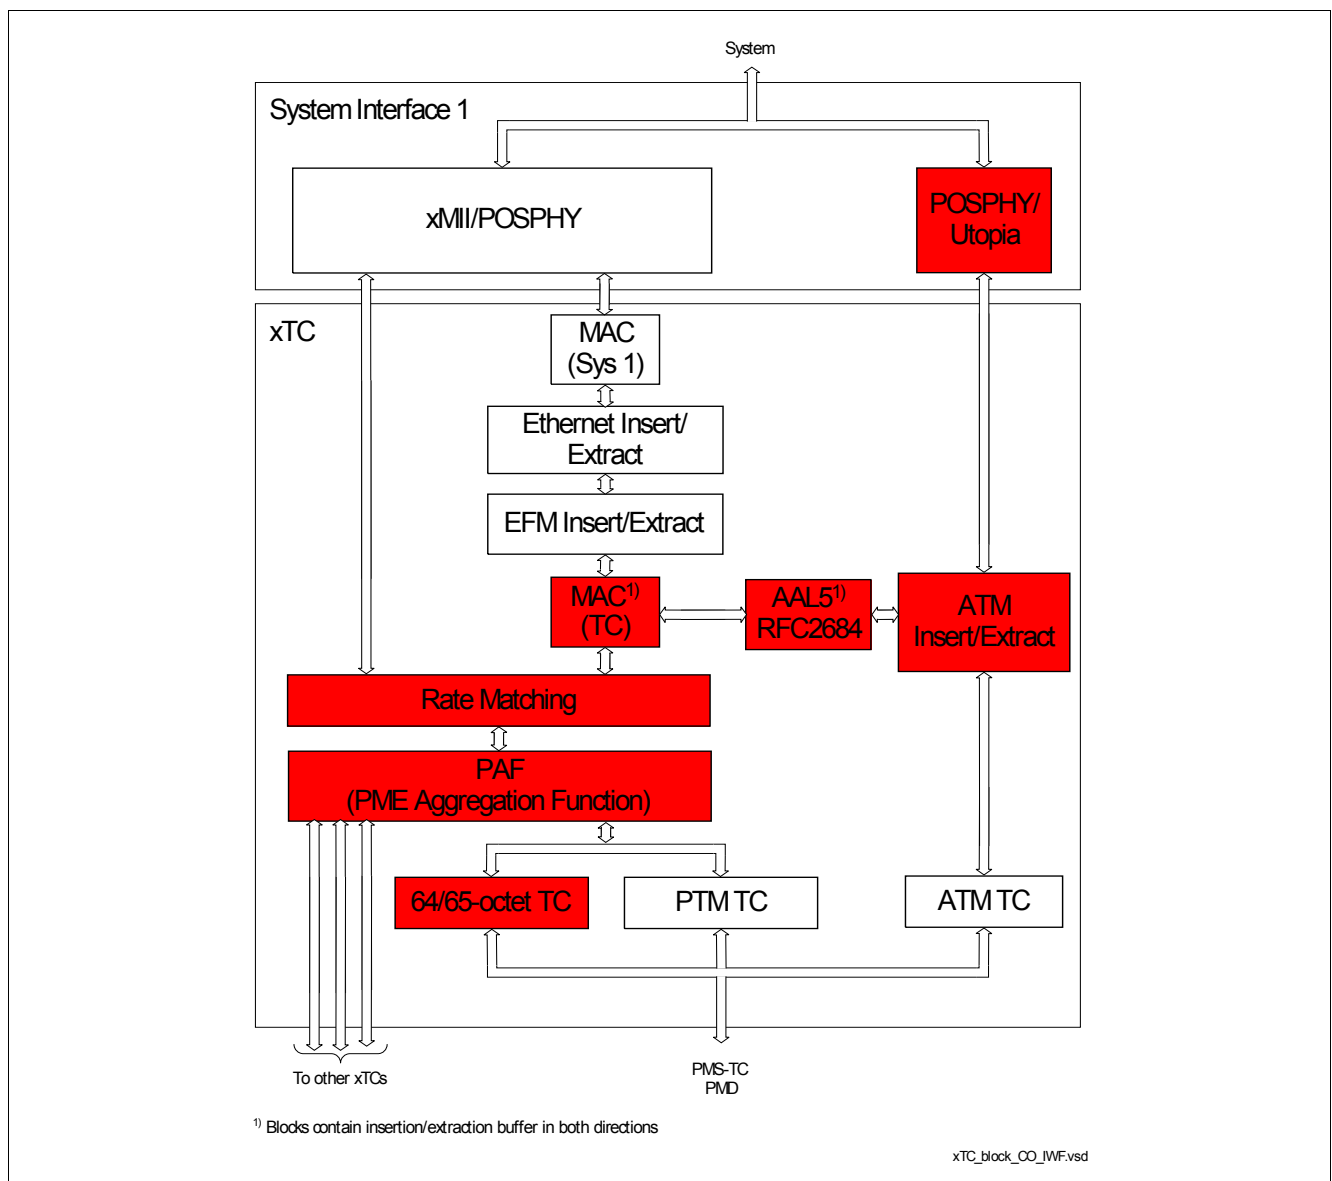 System
System Interface 1
xMII/POSPHY
POSPHY/
Utopia
xTC
MAC
(Sys 1)
Ethernet Insert/
Extract
EFM Insert/Extract
MAC1)
(TC)
AAL51)
RFC2684
ATM
Insert/Extract
Rate Matching
PAF
(PME Aggregation Function)
64/65-octet TC
PTM TC
ATM TC
To other xTCs
PMS-TC
PMD
1) Blocks contain insertion/extraction buffer in both directions
xTC_block_CO_IWF.vsd